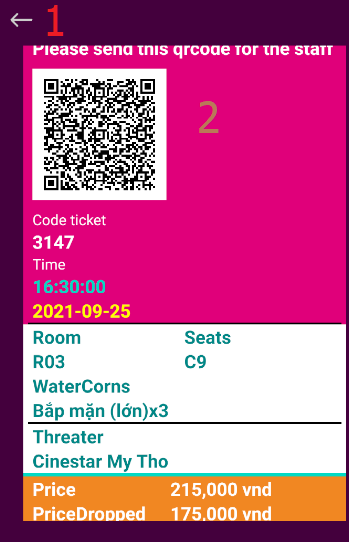 1
Please send this qrcode for the staff
2
Code ticket
3147
Time
16:30:00
2021-09-25
Room Seats
R03 C9
WaterCorns
Bắp mặn (lớn)x3
Threater
Cinestar My Tho
Price 215,000 vnd
PriceDropped 175,000 vnd